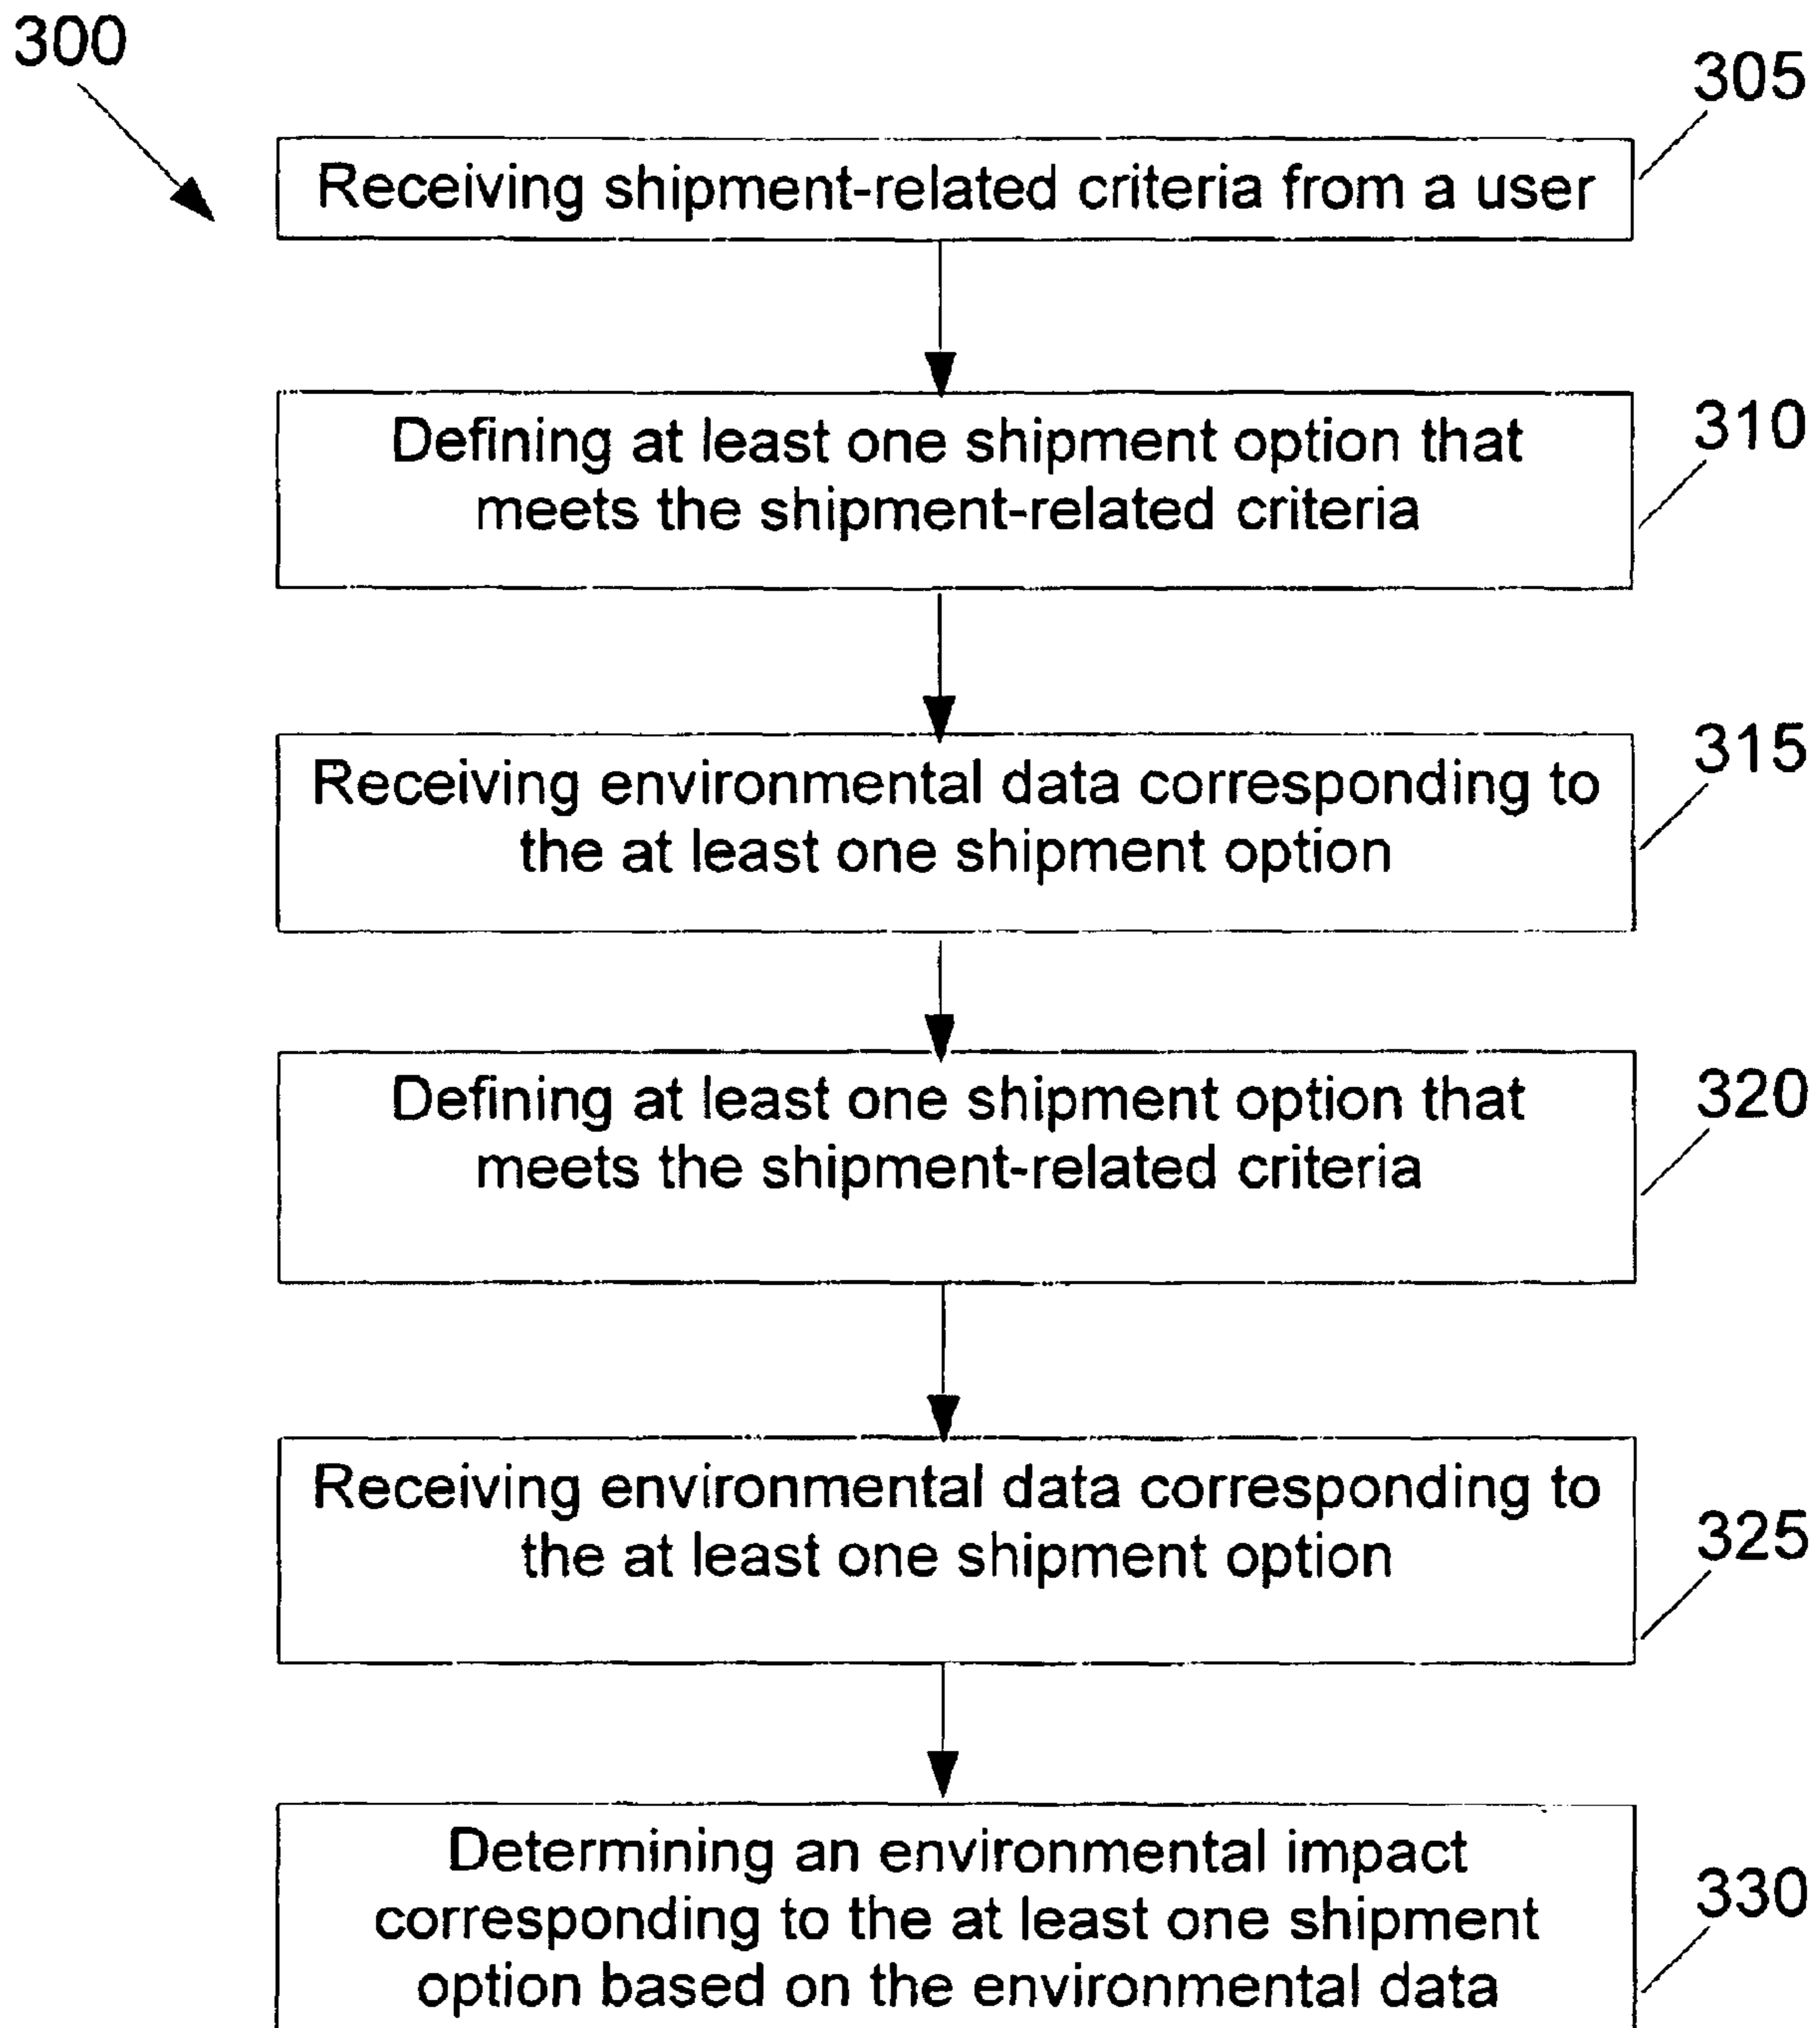 300
305
Receiving shipment-related criteria from a user
310
Defining at least one shipment option that
meets the shipment-related criteria
315
Receiving environmental data corresponding to
the at least one shipment option
320
Defining at least one shipment option that
meets the shipment-related criteria
325
Receiving environmental data corresponding to
the at least one shipment option
330
Determining an environmental impact
corresponding to the at least one shipment
option based on the environmental data